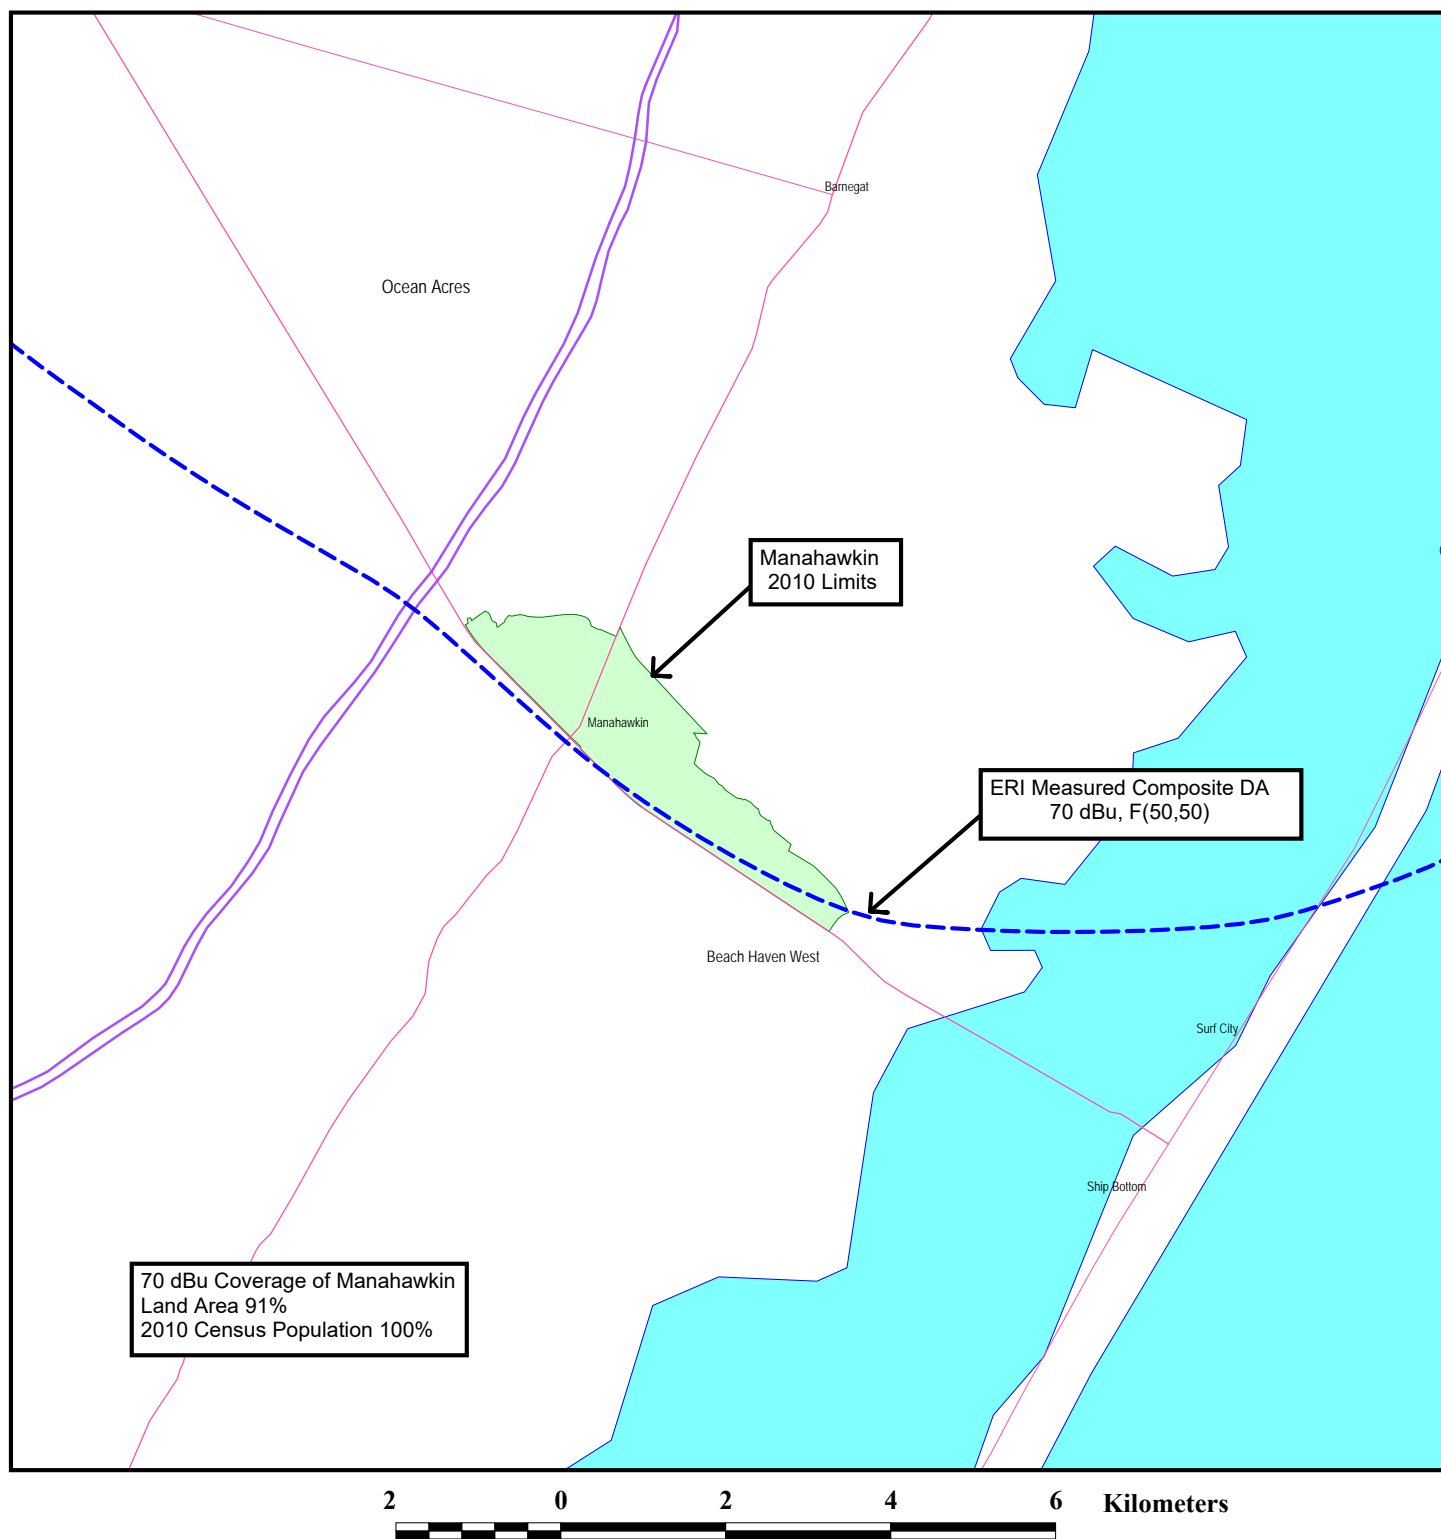 Barnegat
Ocean Acres
Manahawkin
2010 Limits
Manahawkin
ERI Measured Composite DA
70 dBu, F(50,50)
Beach Haven West
Surf City
Ship Bottom
70 dBu Coverage of Manahawkin
Land Area 91%
2010 Census Population 100%
2 0 2 4 6 Kilometers